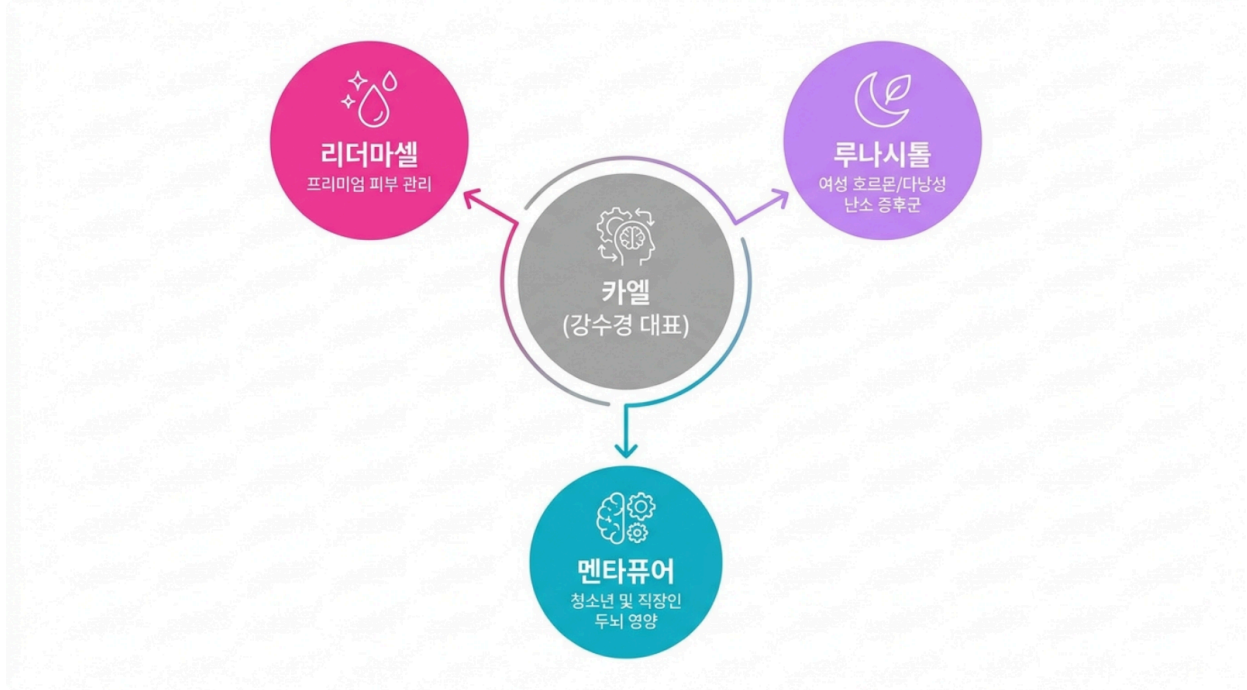 리더마셀
프리미엄 피부 관리
루나시톨
여성 호르몬/다낭성
난소 증후군
카엘
(강수경 대표)
멘타퓨어
청소년 및 직장인
두뇌 영양